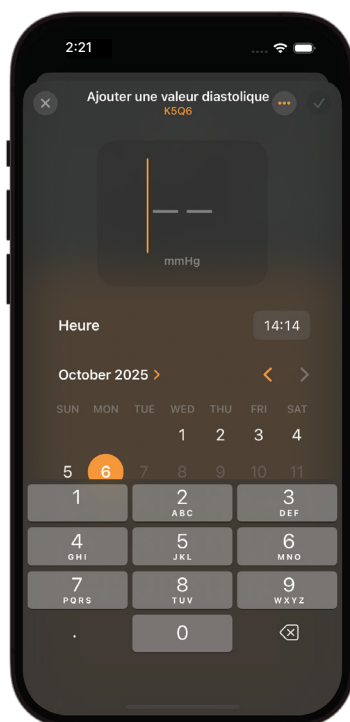 2:21
Ajouter une valeur diastolique
K5Q6
mmHg
Heure 14:14
October 2025
SUN MON TUE WED THU FRI SAT
1 2 3 4
5 6 7 8 9 10 11
1 2 3
ABC DEF
4 5 6
GHI JKL MNO
7 8 9
PQRS TUV WXYZ
. 0